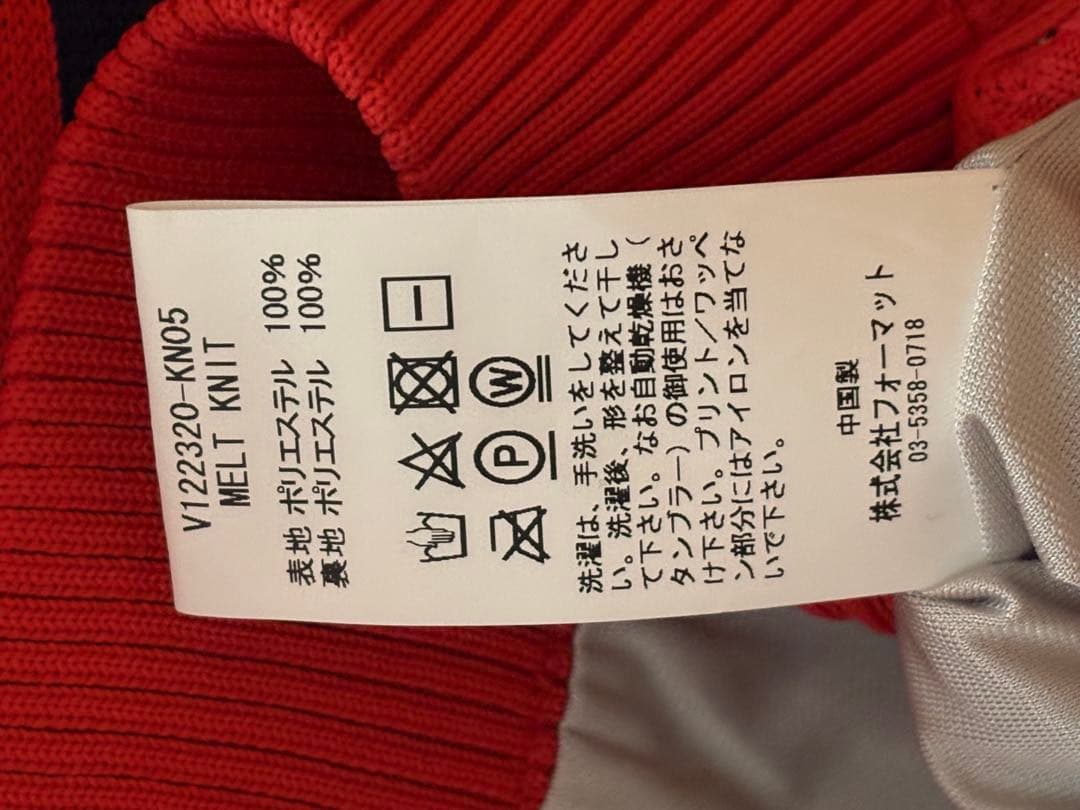 V122320-KN05
MELT KNIT
表地 ポリエステル 100%
裏地 ポリエステル 100%
P W
洗濯は、手洗いをしてくださ
い。洗濯後、形を整えて干し
て下さい。なお自動乾燥機(
タンブラー)の御使用はおさ
け下さい。プリント/ワッペ
ン部分にはアイロンを当てな
いで下さい。
中国製
株式会社フォーマット
03-5358-0718